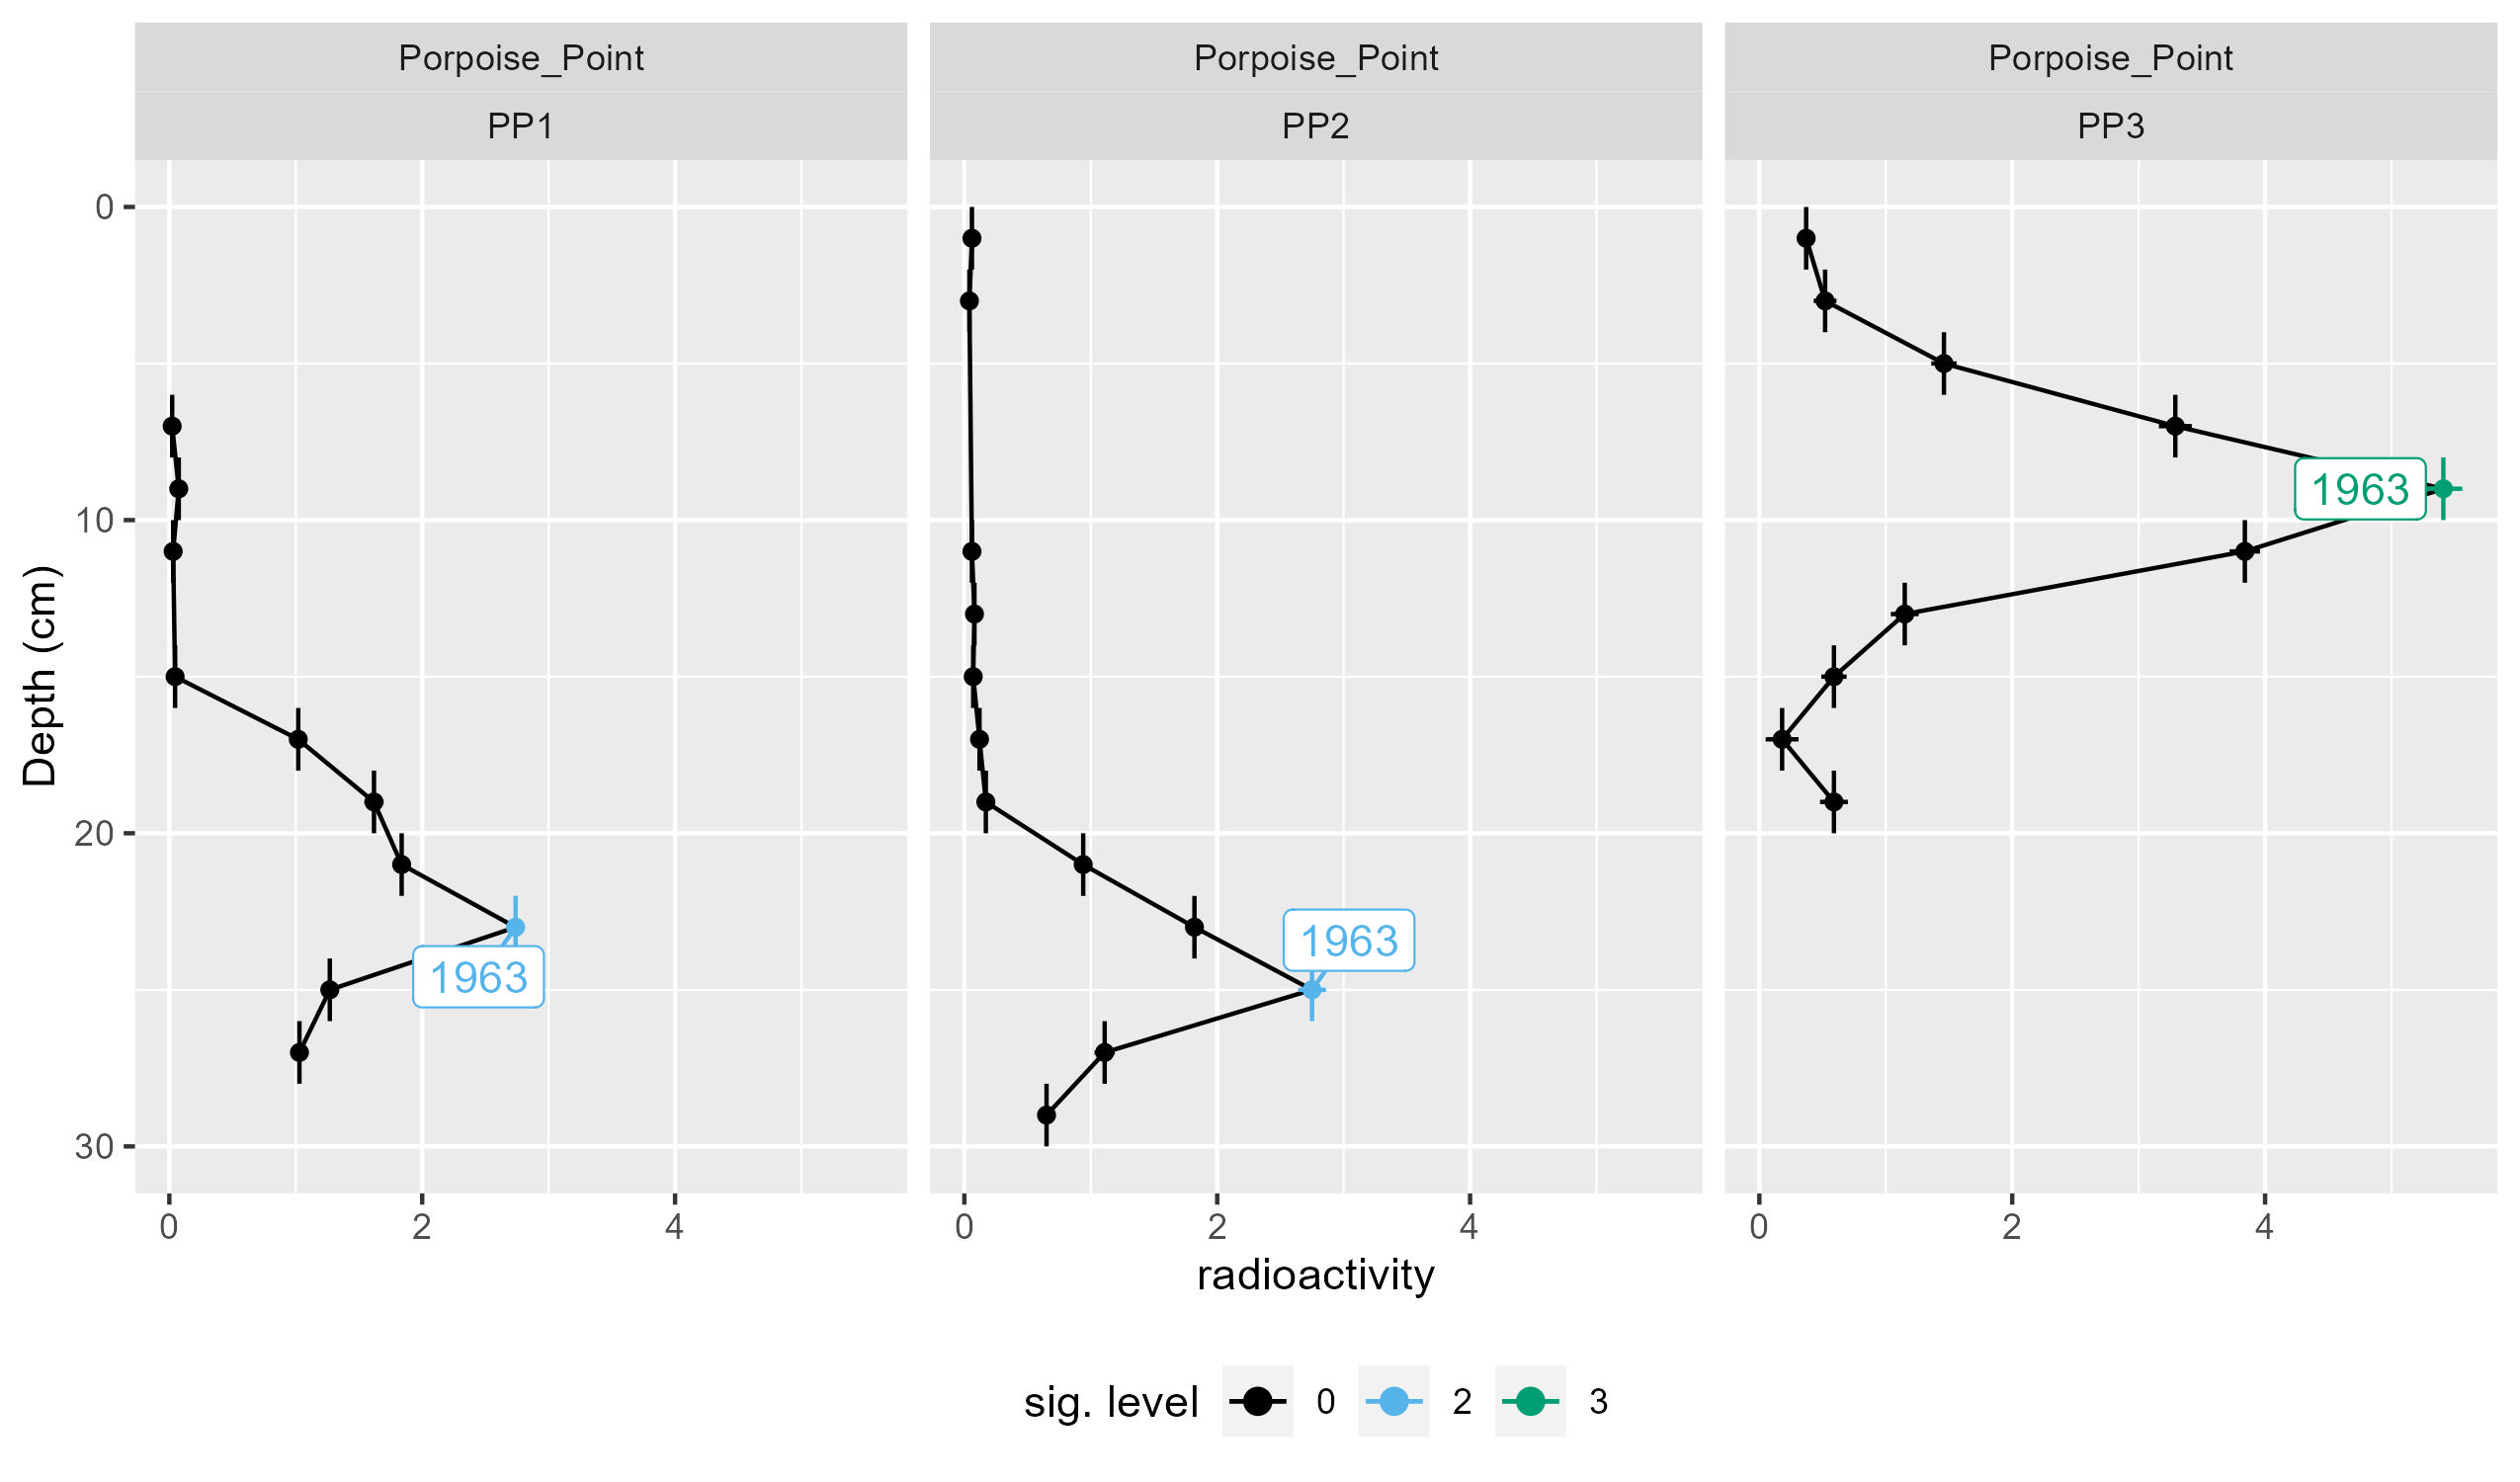 Porpoise_Point Porpoise_Point Porpoise_Point
PP1 PP2 PP3
0
10
20
30
Depth (cm)
1963
1963
1963
0 2 4 0 2 4 0 2 4
radioactivity
sig. level 0 2 3